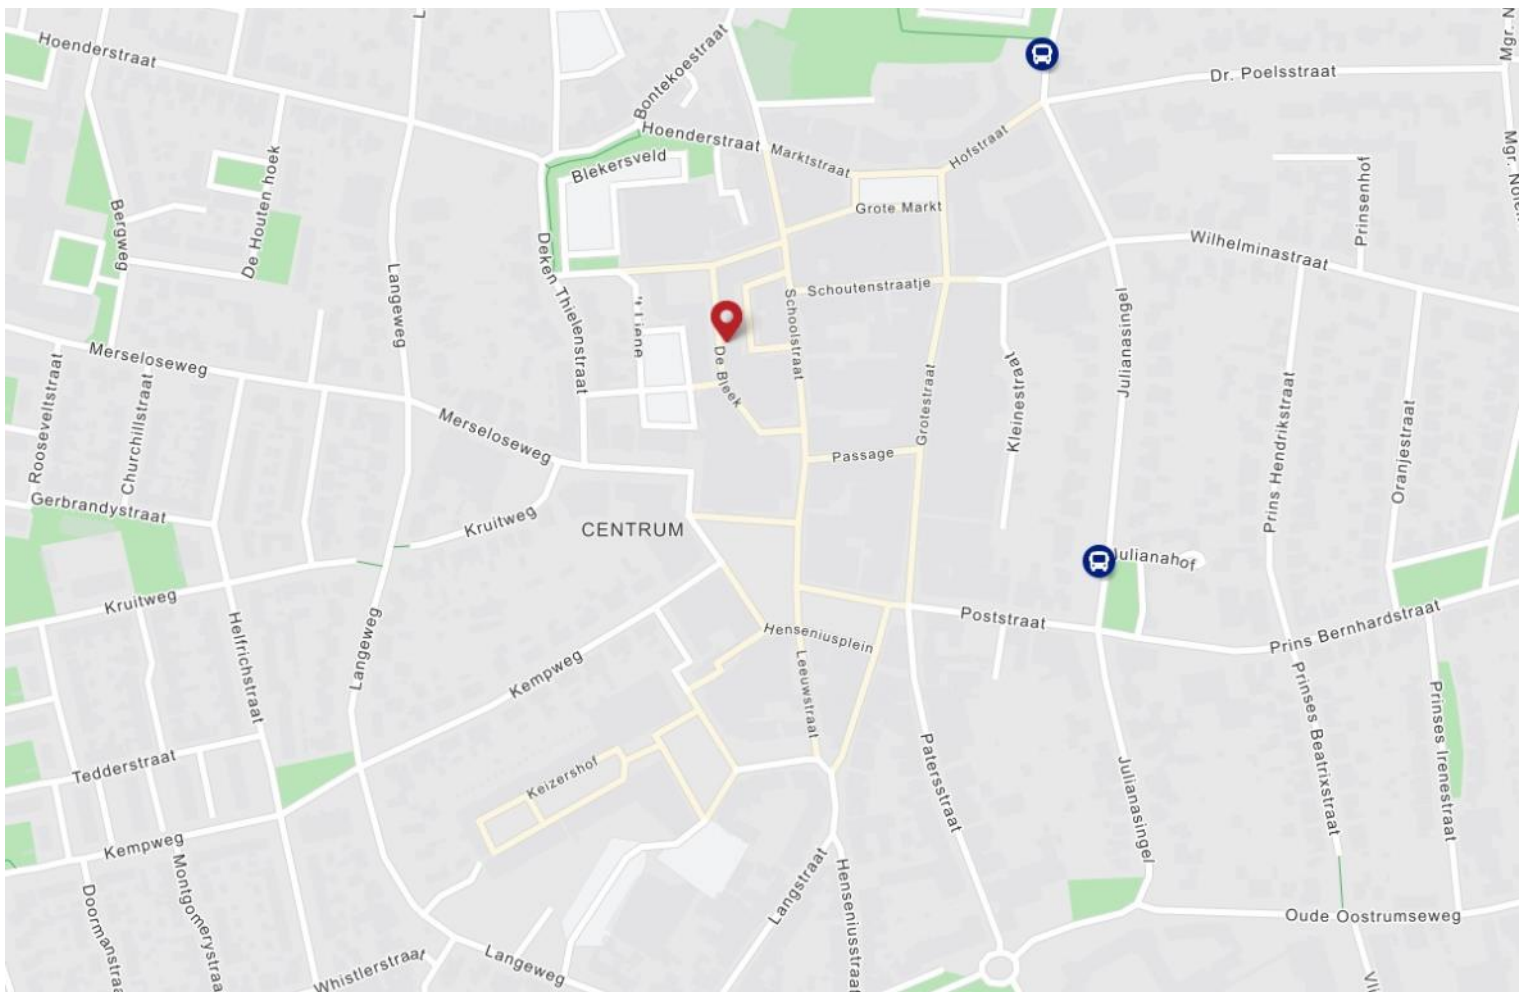 Hoenderstraat
Bontekoestraat
Dr. Poelsstraat
Hoenderstraat
Marktstraat
Hofstraat
Blekersveld
De Houten hoek
Bergweg
Grote Markt
Prinsenhof
Deken Thielenstraat
Langeweg
Wilhelminastraat
Schoutenstraatje
Schoolstraat
Julianasingel
Merseloseweg
De Bleek
Rooseveltstraat
Churchillstraat
Grotestraat
Kleinestraat
Prins Hendrikstraat
Oranjestraat
Merseloseweg
Passage
Gerbrandystraat
Kruitweg
CENTRUM
Julianahof
Kruitweg
Helfrichstraat
Langeweg
Poststraat
Henseniusplein
Prins Bernhardstraat
Kempweg
Leeuwstraat
Prinses Beatrixstraat
Prinses Irenestraat
Tedderstraat
Keizershof
Patersstraat
Julianasingel
Kempweg
Montgomerystraa
Doormanstraa
Langstraat
Henseniusstraat
Oude Oostrumseweg
Whistlerstraat
Langeweg